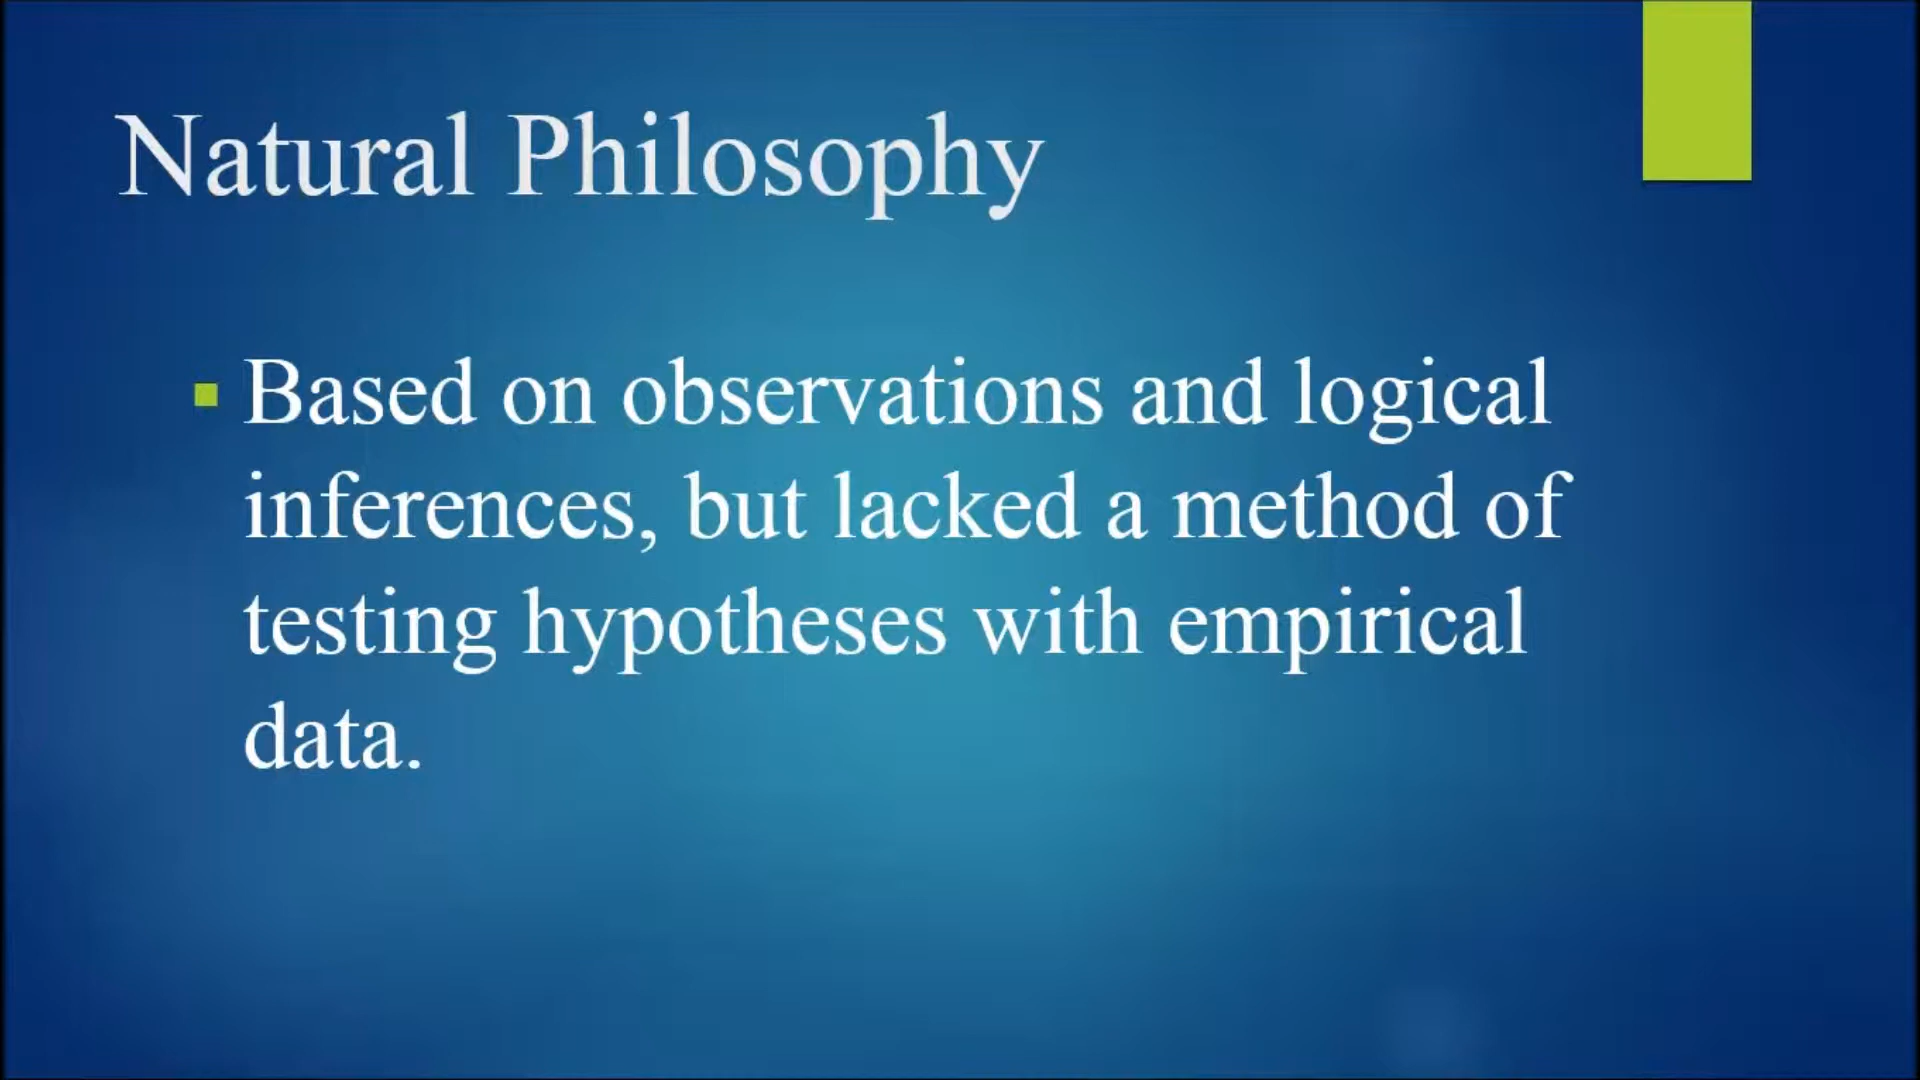 Natural Philosophy
Based on observations and logical
inferences, but lacked a method of
testing hypotheses with empirical
data.